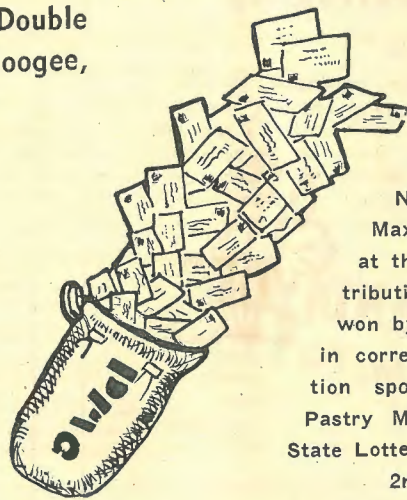 Double
oogee,
N
Max
at th
tributi
won by
in corre
tion spo
Pastry M
State Lotte
2n